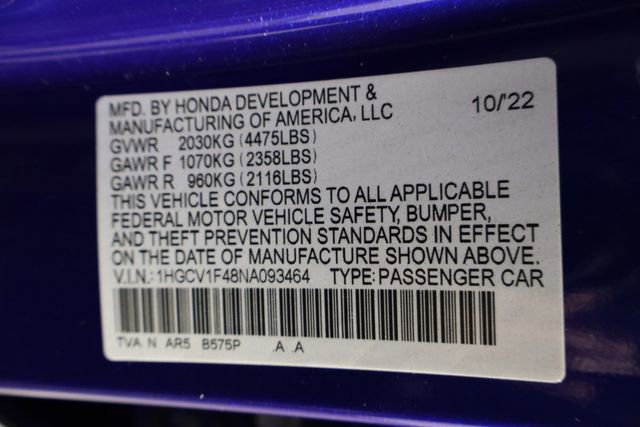 MFD. BY HONDA DEVELOPMENT &
MANUFACTURING OF AMERICA, LLC 10/'22
GVWR 2030KG (4475LBS)
GAWR F 1070KG (2358LBS)
GAWR R 960KG (2116LBS)
THIS VEHICLE CONFORMS TO ALL APPLICABLE
FEDERAL MOTOR VEHICLE SAFETY, BUMPER,
AND THEFT PREVENTION STANDARDS IN EFFECT
ON THE DATE OF MANUFACTURE SHOWN ABOVE.
V.I.N.: 1HGCV1F48NA093464 TYPE: PASSENGER CAR
TVA N AR5 B575P .A .A